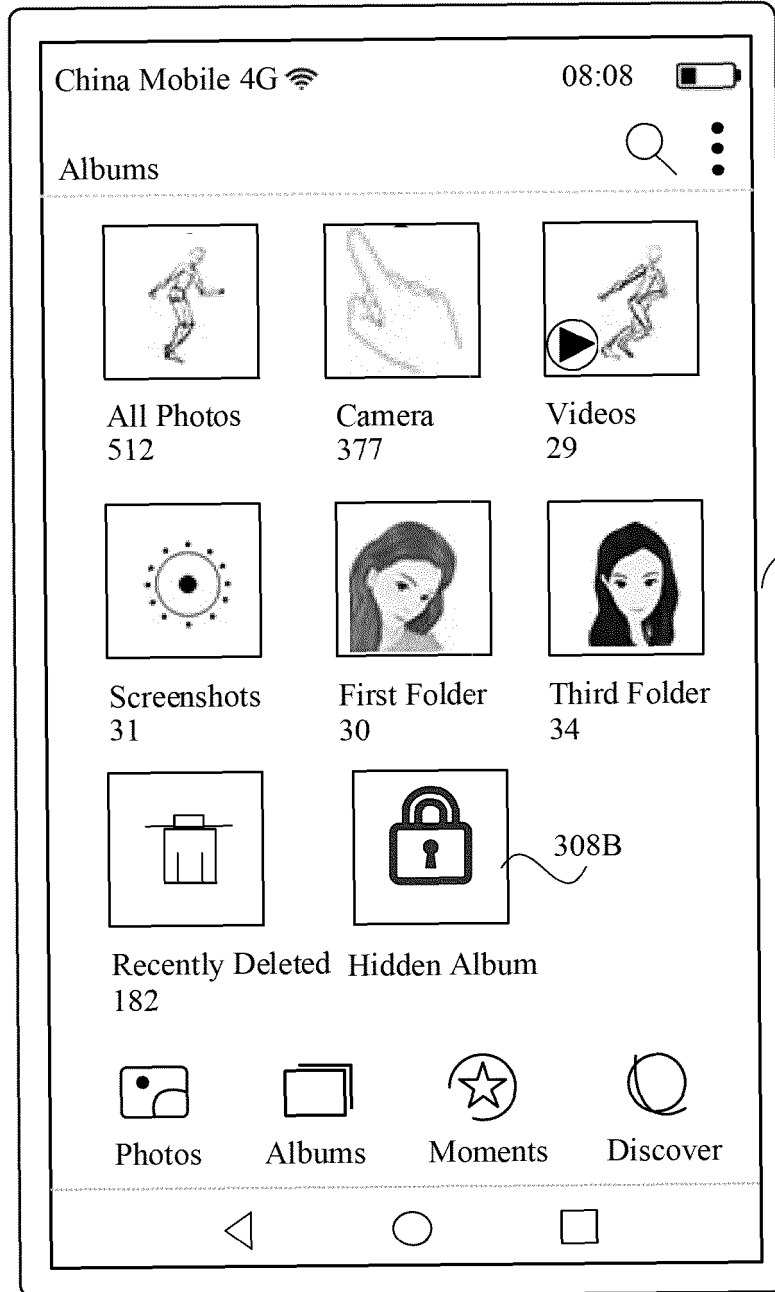 China Mobile 4G 08:08
Albums
All Photos Camera Videos
512 377 29
Screenshots First Folder Third Folder
31 30 34
308B
Recently Deleted Hidden Album
182
Photos Albums Moments Discover